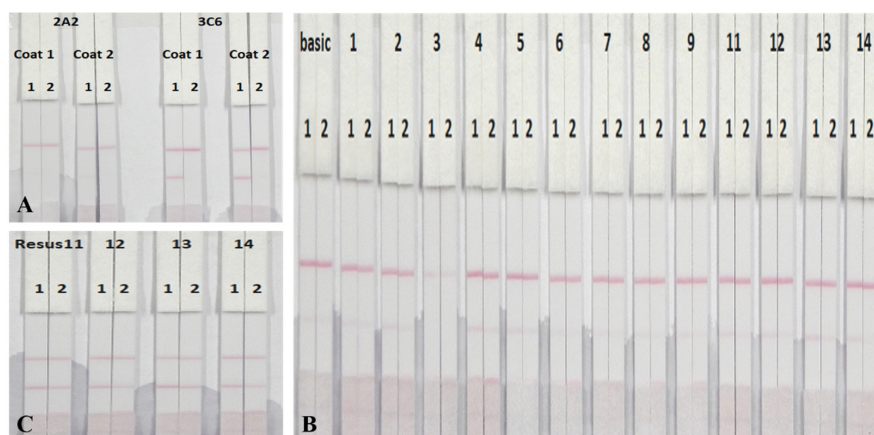 2A2 3C6
Coat 1 Coat 2 Coat 1 Coat 2
1 2 1 2 1 2 1 2
A
basic 1 2 3 4 5 6 7 8 9 11 12 13 14
1 2 1 2 1 2 1 2 1 2 1 2 1 2 1 2 1 2 1 2 1 2 1 2 1 2 1 2
B
Resus11 12 13 14
1 2 1 2 1 2 1 2
C